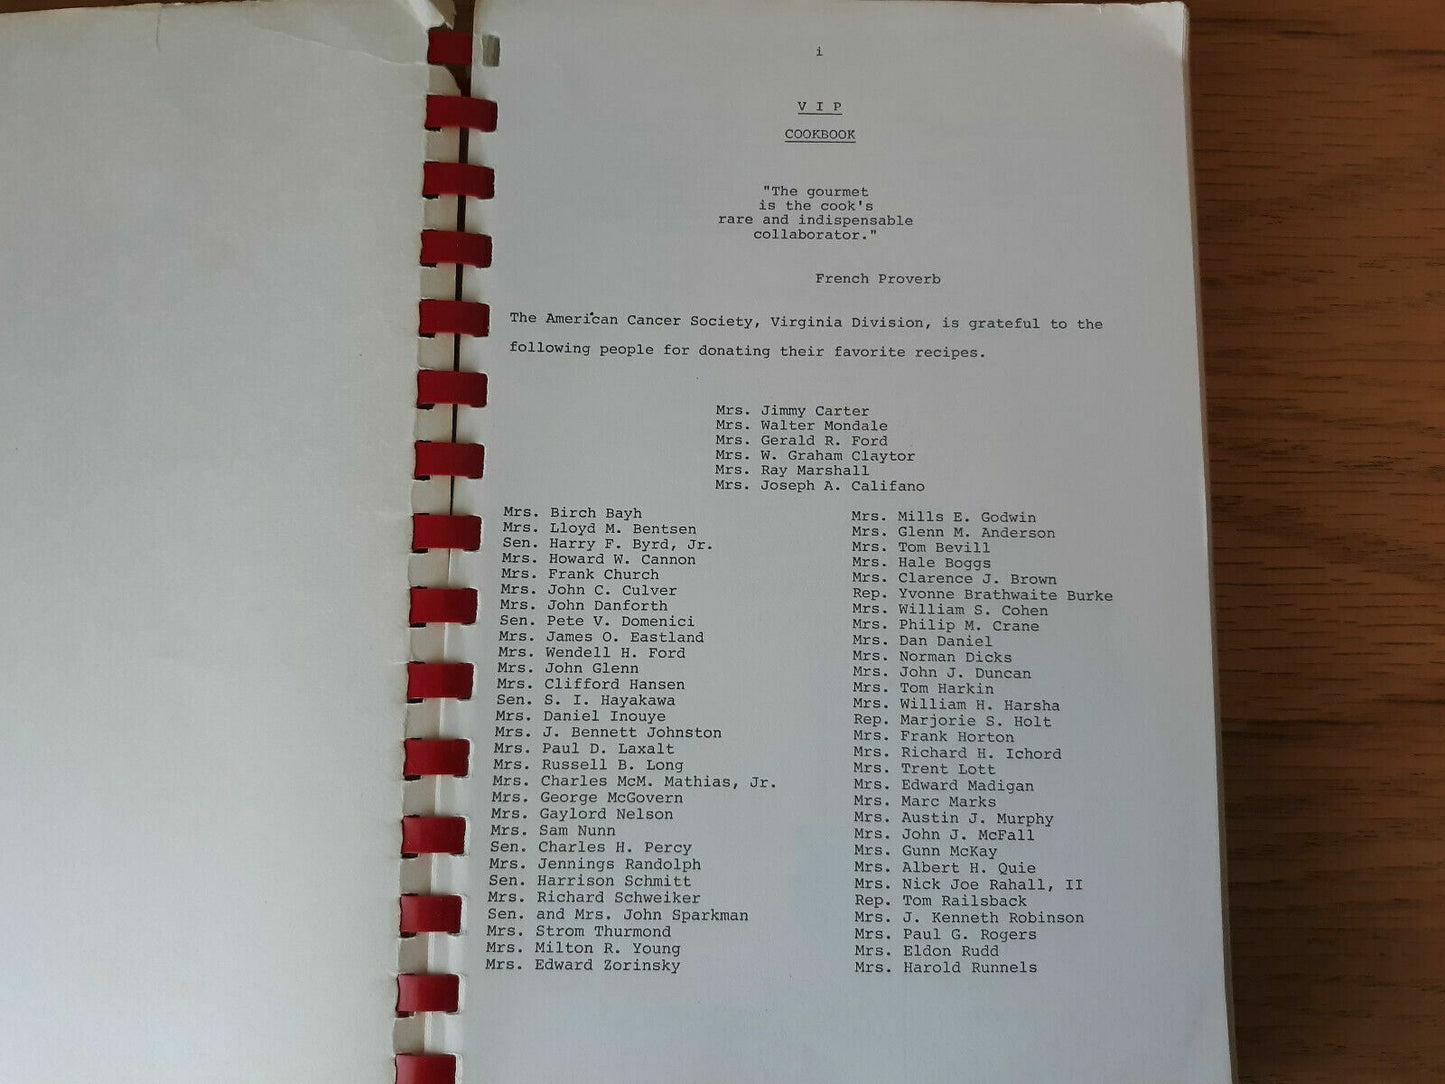 i
V I P
COOKBOOK
"The gourmet
is the cook's
rare and indispensable
collaborator."
French Proverb
The American Cancer Society, Virginia Division, is grateful to the
following people for donating their favorite recipes.
Mrs. Jimmy Carter
Mrs. Walter Mondale
Mrs. Gerald R. Ford
Mrs. W. Graham Claytor
Mrs. Ray Marshall
Mrs. Joseph A. Califano
Mrs. Birch Bayh
Mrs. Lloyd M. Bentsen
Sen. Harry F. Byrd, Jr.
Mrs. Howard W. Cannon
Mrs. Frank Church
Mrs. John C. Culver
Mrs. John Danforth
Sen. Pete V. Domenici
Mrs. James O. Eastland
Mrs. Wendell H. Ford
Mrs. John Glenn
Mrs. Clifford Hansen
Sen. S. I. Hayakawa
Mrs. Daniel Inouye
Mrs. J. Bennett Johnston
Mrs. Paul D. Laxalt
Mrs. Russell B. Long
Mrs. Charles McM. Mathias, Jr.
Mrs. George McGovern
Mrs. Gaylord Nelson
Mrs. Sam Nunn
Sen. Charles H. Percy
Mrs. Jennings Randolph
Sen. Harrison Schmitt
Mrs. Richard Schweiker
Sen. and Mrs. John Sparkman
Mrs. Strom Thurmond
Mrs. Milton R. Young
Mrs. Edward Zorinsky
Mrs. Mills E. Godwin
Mrs. Glenn M. Anderson
Mrs. Tom Bevill
Mrs. Hale Boggs
Mrs. Clarence J. Brown
Rep. Yvonne Brathwaite Burke
Mrs. William S. Cohen
Mrs. Philip M. Crane
Mrs. Dan Daniel
Mrs. Norman Dicks
Mrs. John J. Duncan
Mrs. Tom Harkin
Mrs. William H. Harsha
Rep. Marjorie S. Holt
Mrs. Frank Horton
Mrs. Richard H. Ichord
Mrs. Trent Lott
Mrs. Edward Madigan
Mrs. Marc Marks
Mrs. Austin J. Murphy
Mrs. John J. McFall
Mrs. Gunn McKay
Mrs. Albert H. Quie
Mrs. Nick Joe Rahall, II
Rep. Tom Railsback
Mrs. J. Kenneth Robinson
Mrs. Paul G. Rogers
Mrs. Eldon Rudd
Mrs. Harold Runnels